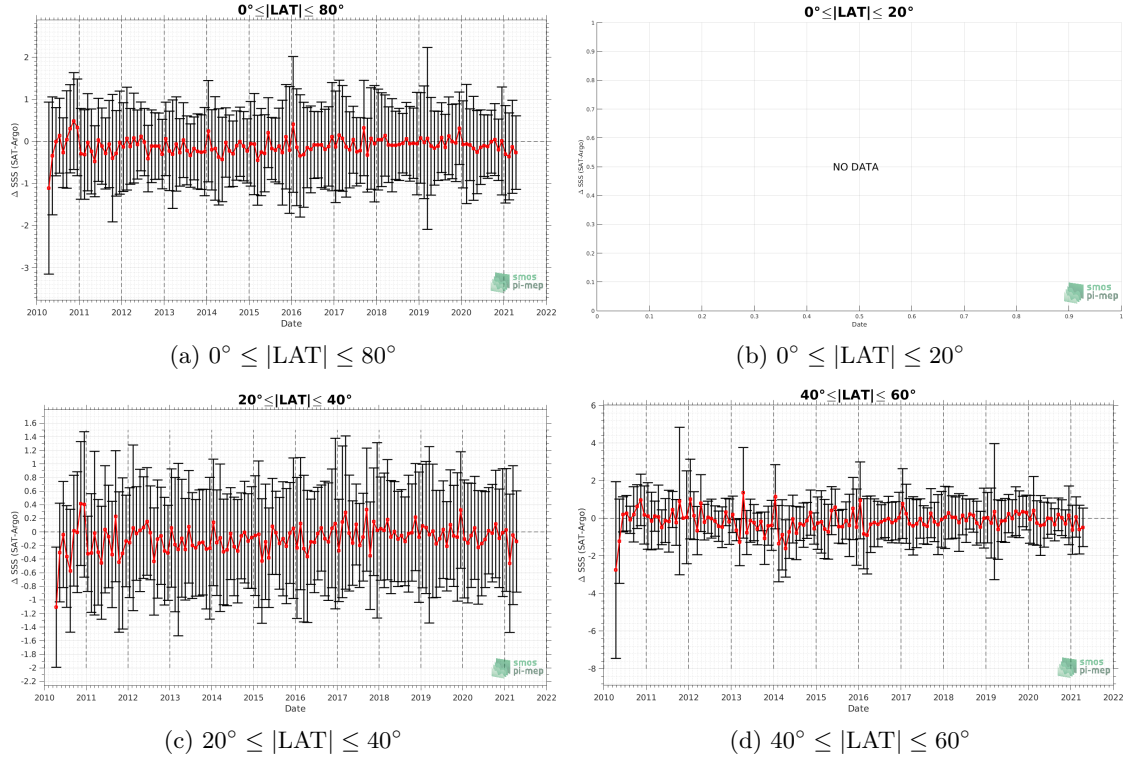 0°≤|LAT|≤ 80°
Δ SSS (SAT-Argo)
2
1
0
-1
-2
-3
2010 2011 2012 2013 2014 2015 2016 2017 2018 2019 2020 2021 2022
Date
smos
pi-mep
(a) 0° ≤ |LAT| ≤ 80°
0°≤|LAT|≤ 20°
Δ SSS (SAT-Argo)
1
0.9
0.8
0.7
0.6
0.5
0.4
0.3
0.2
0.1
0
NO DATA
0 0.1 0.2 0.3 0.4 0.5 0.6 0.7 0.8 0.9 1
Date
smos
pi-mep
(b) 0° ≤ |LAT| ≤ 20°
20°≤|LAT|≤ 40°
Δ SSS (SAT-Argo)
1.6
1.4
1.2
1
0.8
0.6
0.4
0.2
0
-0.2
-0.4
-0.6
-0.8
-1
-1.2
-1.4
-1.6
-1.8
-2
-2.2
2010 2011 2012 2013 2014 2015 2016 2017 2018 2019 2020 2021 2022
Date
smos
pi-mep
(c) 20° ≤ |LAT| ≤ 40°
40°≤|LAT|≤ 60°
Δ SSS (SAT-Argo)
6
4
2
0
-2
-4
-6
-8
2010 2011 2012 2013 2014 2015 2016 2017 2018 2019 2020 2021 2022
Date
smos
pi-mep
(d) 40° ≤ |LAT| ≤ 60°